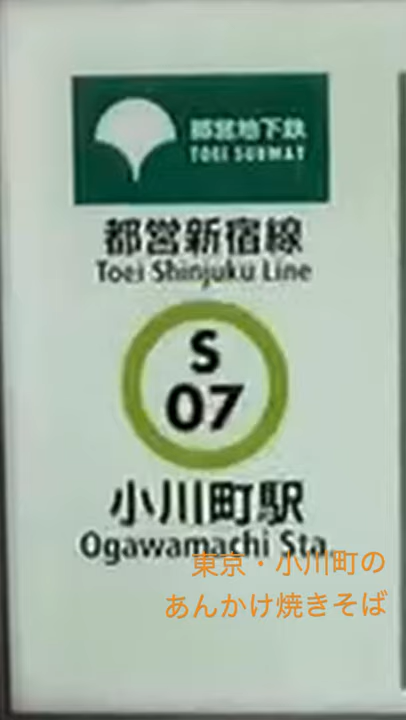 都営地下鉄
TOEI SUBWAY
都営新宿線
Toei Shinjuku Line
S
07
小川町駅
Ogawamachi Sta.
東京・小川町の
あんかけ焼きそば